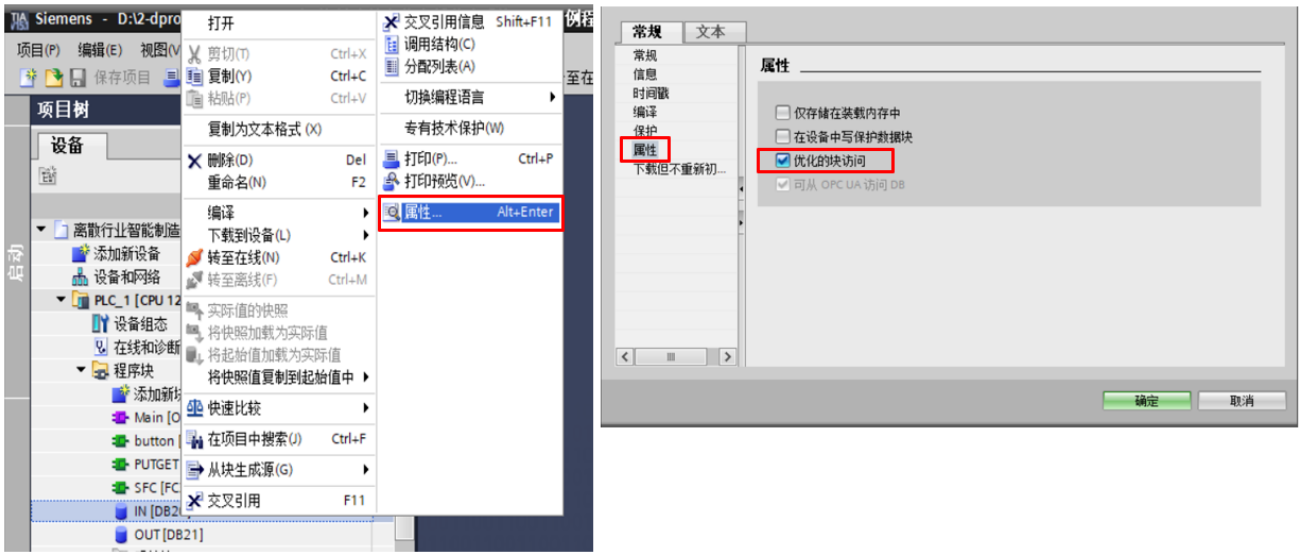 Siemens - D:\2-dpro
例程
项目(P) 编辑(E) 视图(V
保存项目
至在
项目树
设备
启动
离散行业智能制造
添加新设备
设备和网络
PLC_1 [CPU 12
设备组态
在线和诊断
程序块
添加新块
Main [O
button [
PUTGET
SFC [FC
IN [DB20]
OUT [DB21]
打开
剪切(T) Ctrl+X
复制(Y) Ctrl+C
粘贴(P) Ctrl+V
复制为文本格式 (X)
删除(D) Del
重命名(N) F2
编译
下载到设备(L)
转至在线(N) Ctrl+K
转至离线(F) Ctrl+M
实际值的快照
将快照加载为实际值
将起始值加载为实际值
将快照值复制到起始值中
快速比较
在项目中搜索(J) Ctrl+F
从块生成源(G)
交叉引用 F11
交叉引用信息 Shift+F11
调用结构(C)
分配列表(A)
切换编程语言
专有技术保护(W)
打印(P)... Ctrl+P
打印预览(V)...
属性... Alt+Enter
常规 文本
常规
信息
时间戳
编译
保护
属性
下载但不重新初...
属性
仅存储在装载内存中
在设备中写保护数据块
优化的块访问
可从 OPC UA 访问 DB
确定 取消